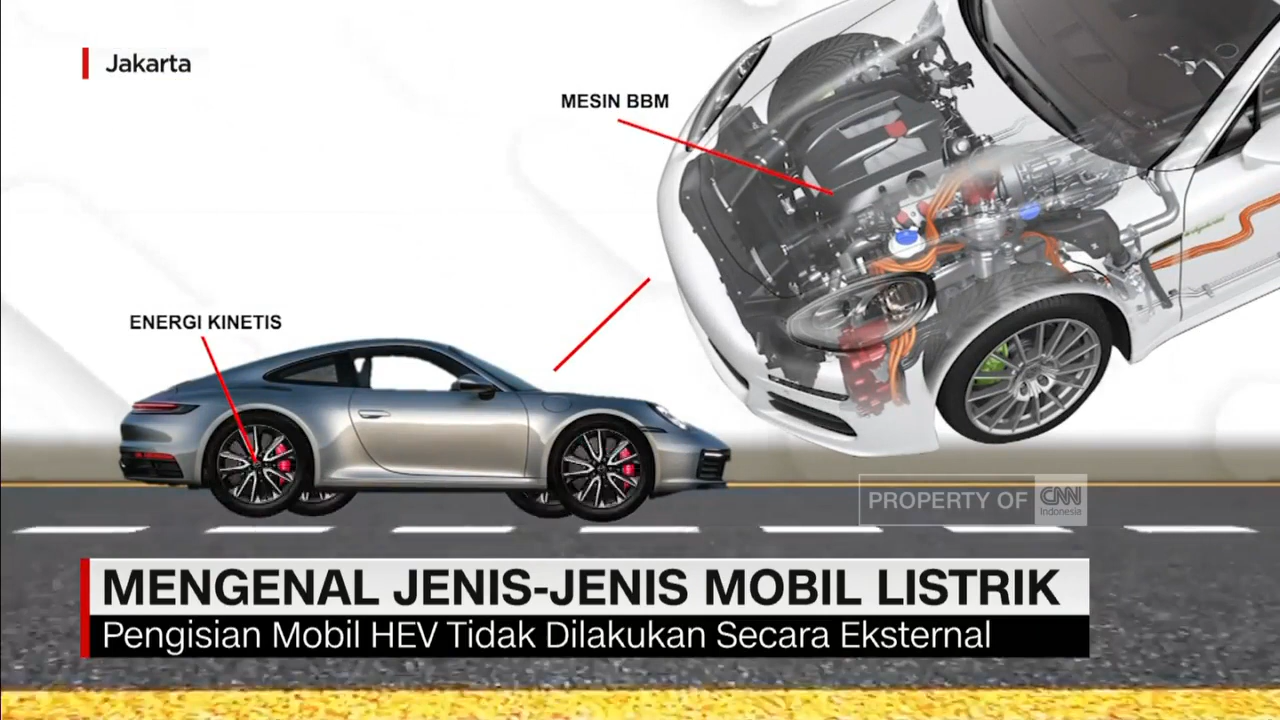 Jakarta
MESIN BBM
ENERGI KINETIS
PROPERTY OF CNN Indonesia
MENGENAL JENIS-JENIS MOBIL LISTRIK
Pengisian Mobil HEV Tidak Dilakukan Secara Eksternal